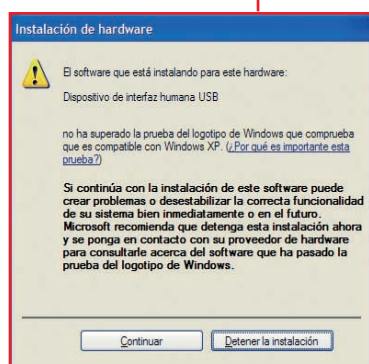 Instalación de hardware
El software que está instalando para este hardware:
Dispositivo de interfaz humana USB
no ha superado la prueba del logotipo de Windows que comprueba
que es compatible con Windows XP. (¿Por qué es importante esta
prueba?)
Si continúa con la instalación de este software puede
crear problemas o desestabilizar la correcta funcionalidad
de su sistema bien inmediatamente o en el futuro.
Microsoft recomienda que detenga esta instalación ahora
y se ponga en contacto con su proveedor de hardware
para consultarle acerca del software que ha pasado la
prueba del logotipo de Windows.
Continuar
Detener la instalación